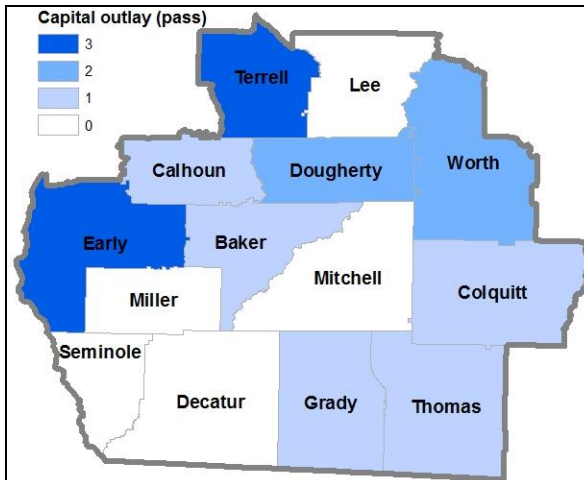 Capital outlay (pass)
3
2
1
0
Terrell
Lee
Calhoun
Dougherty
Worth
Early
Baker
Mitchell
Miller
Colquitt
Seminole
Decatur
Grady
Thomas